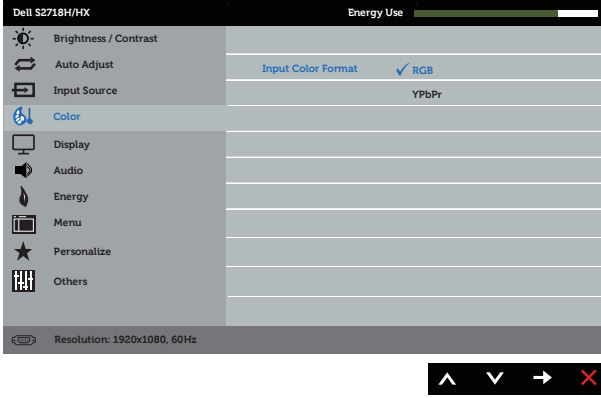 Dell S2718H/HX Energy Use
Brightness / Contrast
Auto Adjust
Input Color Format RGB
Input Source
YPbPr
Color
Display
Audio
Energy
Menu
Personalize
Others
Resolution: 1920x1080, 60Hz